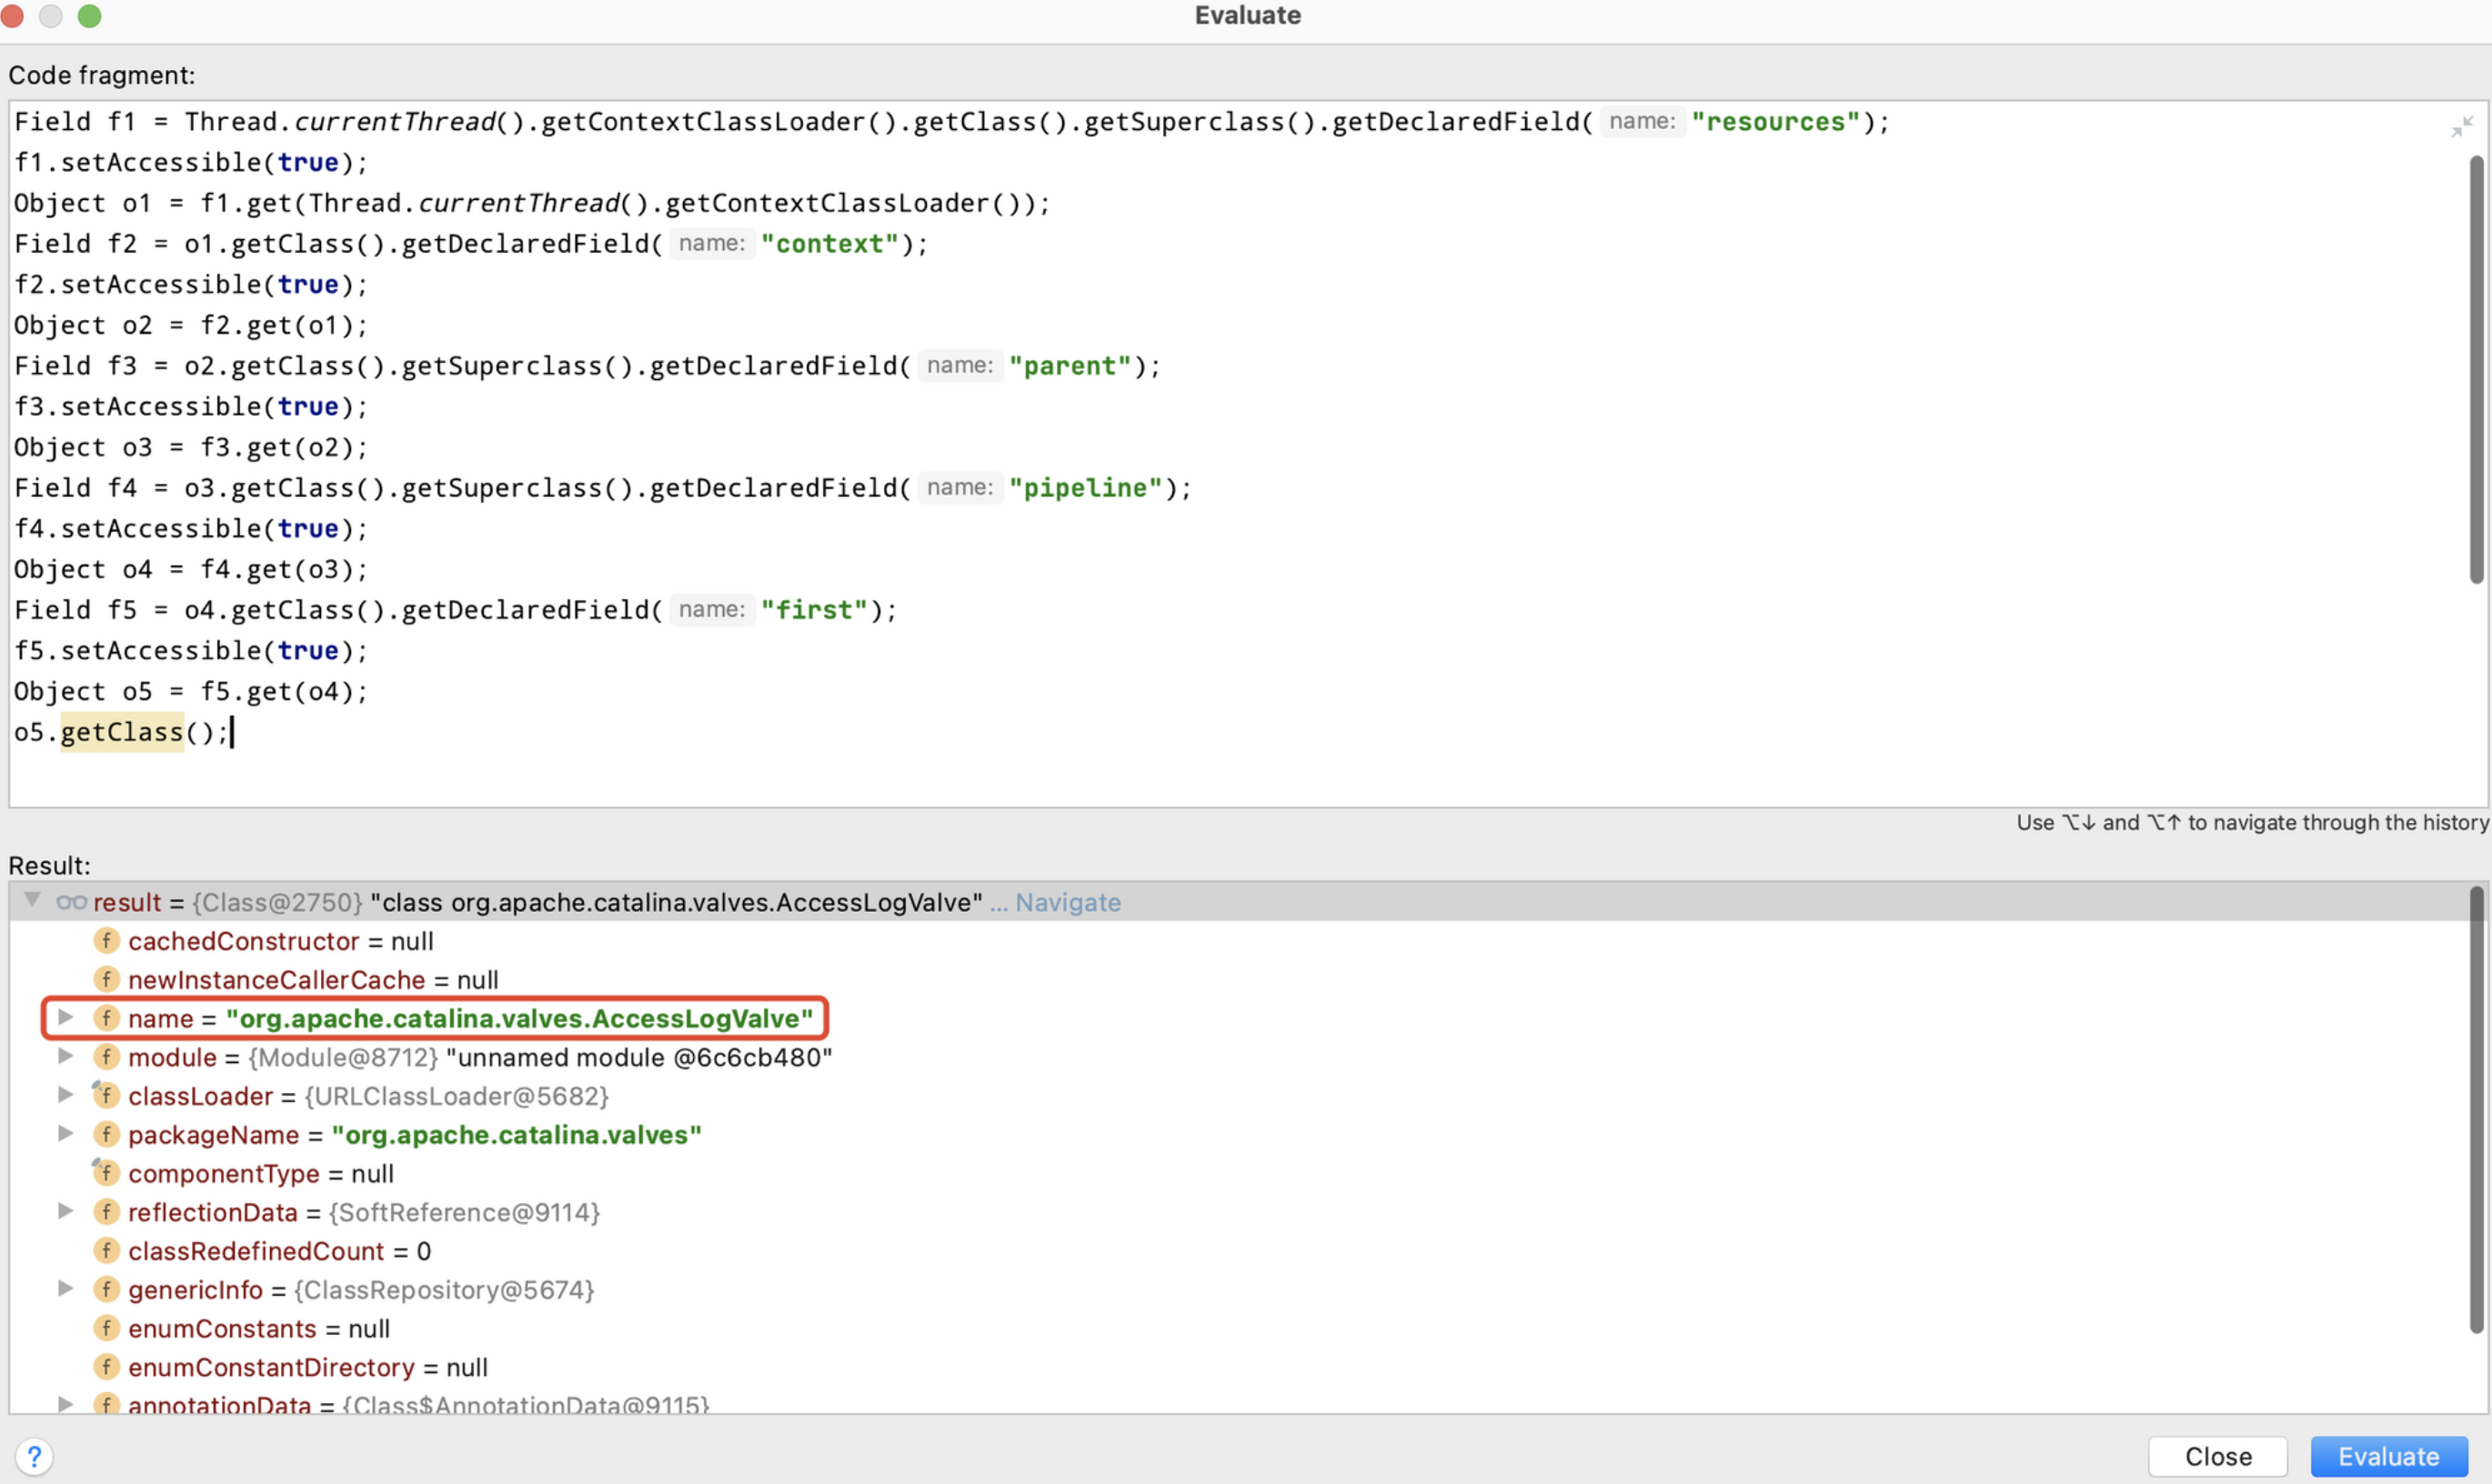 Evaluate
Code fragment:
Field f1 = Thread.currentThread().getContextClassLoader().getClass().getSuperclass().getDeclaredField( name: "resources");
f1.setAccessible(true);
Object o1 = f1.get(Thread.currentThread().getContextClassLoader());
Field f2 = o1.getClass().getDeclaredField( name: "context");
f2.setAccessible(true);
Object o2 = f2.get(o1);
Field f3 = o2.getClass().getSuperclass().getDeclaredField( name: "parent");
f3.setAccessible(true);
Object o3 = f3.get(o2);
Field f4 = o3.getClass().getSuperclass().getDeclaredField( name: "pipeline");
f4.setAccessible(true);
Object o4 = f4.get(o3);
Field f5 = o4.getClass().getDeclaredField( name: "first");
f5.setAccessible(true);
Object o5 = f5.get(o4);
o5.getClass();
Use ⌥↓ and ⌥↑ to navigate through the history
Result:
result = {Class@2750} "class org.apache.catalina.valves.AccessLogValve" ... Navigate
f cachedConstructor = null
f newInstanceCallerCache = null
f name = "org.apache.catalina.valves.AccessLogValve"
f module = {Module@8712} "unnamed module @6c6cb480"
f classLoader = {URLClassLoader@5682}
f packageName = "org.apache.catalina.valves"
f componentType = null
f reflectionData = {SoftReference@9114}
f classRedefinedCount = 0
f genericInfo = {ClassRepository@5674}
f enumConstants = null
f enumConstantDirectory = null
f annotationData = {Class$AnnotationData@9115}
? Close Evaluate